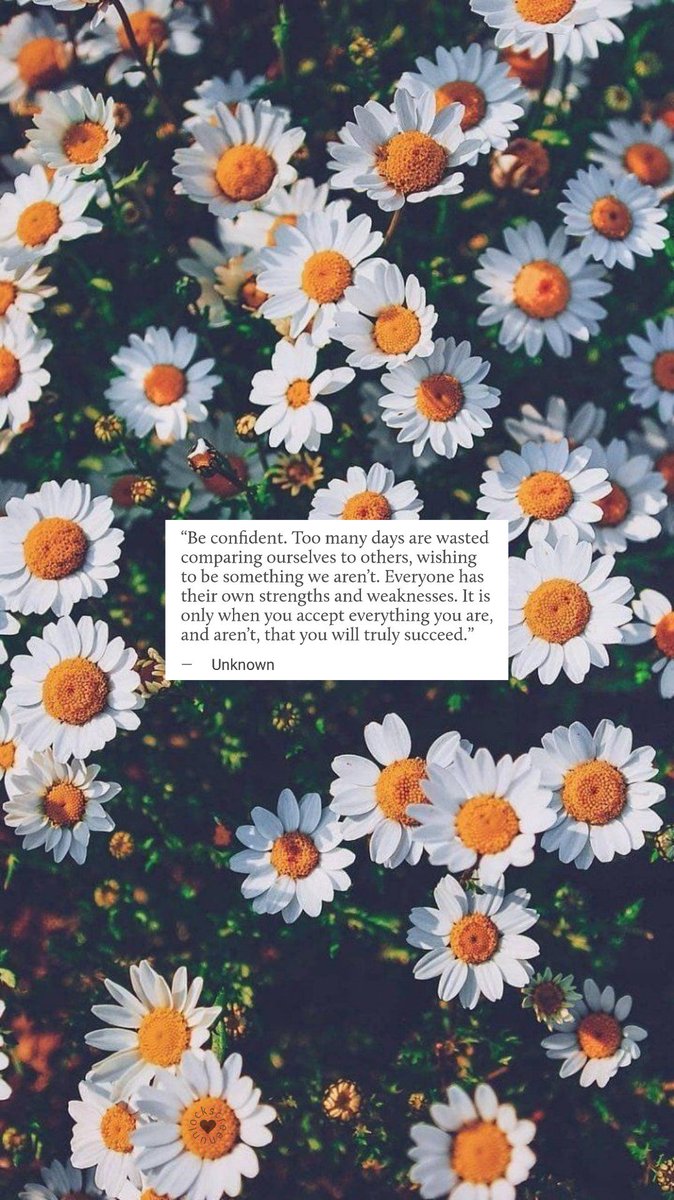 “Be confident. Too many days are wasted
comparing ourselves to others, wishing
to be something we aren’t. Everyone has
their own strengths and weaknesses. It is
only when you accept everything you are,
and aren’t, that you will truly succeed.”
— Unknown